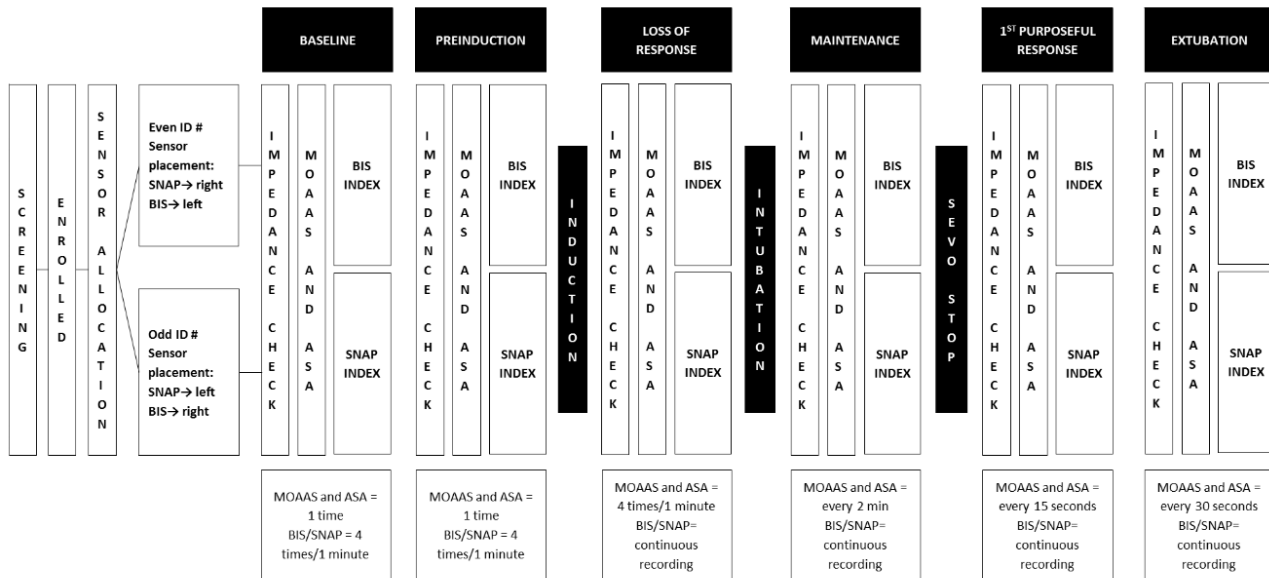 BASELINE
PREINDUCTION
LOSS OF
RESPONSE
MAINTENANCE
1ST PURPOSEFUL
RESPONSE
EXTUBATION
SCREENING
ENROLLED
SENSOR ALLOCATION
Even ID #
Sensor
placement:
SNAP→ right
BIS→ left
Odd ID #
Sensor
placement:
SNAP→ left
BIS→ right
IMPEDANCE CHECK
MOAAS AND ASA
BIS
INDEX
SNAP
INDEX
IMPEDANCE CHECK
MOAAS AND ASA
BIS
INDEX
SNAP
INDEX
INDUCTION
IMPEDANCE CHECK
MOAAS AND ASA
BIS
INDEX
SNAP
INDEX
INTUBATION
IMPEDANCE CHECK
MOAAS AND ASA
BIS
INDEX
SNAP
INDEX
SEVO STOP
IMPEDANCE CHECK
MOAAS AND ASA
BIS
INDEX
SNAP
INDEX
IMPEDANCE CHECK
MOAAS AND ASA
BIS
INDEX
SNAP
INDEX
MOAAS and ASA =
1 time
BIS/SNAP = 4
times/1 minute
MOAAS and ASA =
1 time
BIS/SNAP = 4
times/1 minute
MOAAS and ASA =
4 times/1 minute
BIS/SNAP=
continuous
recording
MOAAS and ASA =
every 2 min
BIS/SNAP=
continuous
recording
MOAAS and ASA =
every 15 seconds
BIS/SNAP=
continuous
recording
MOAAS and ASA =
every 30 seconds
BIS/SNAP=
continuous
recording